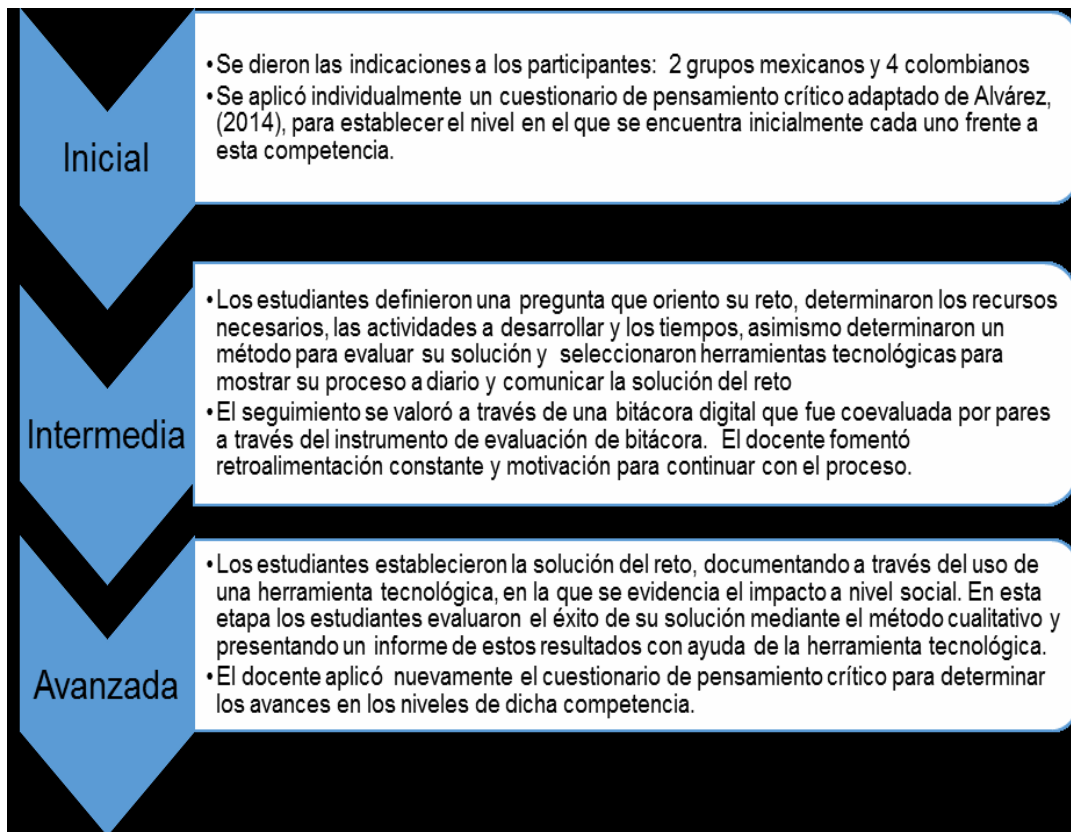 Inicial
•Se dieron las indicaciones a los participantes: 2 grupos mexicanos y 4 colombianos
•Se aplicó individualmente un cuestionario de pensamiento crítico adaptado de Alvárez,
(2014), para establecer el nivel en el que se encuentra inicialmente cada uno frente a
esta competencia.
Intermedia
•Los estudiantes definieron una pregunta que oriento su reto, determinaron los recursos
necesarios, las actividades a desarrollar y los tiempos, asimismo determinaron un
método para evaluar su solución y seleccionaron herramientas tecnológicas para
mostrar su proceso a diario y comunicar la solución del reto
•El seguimiento se valoró a través de una bitácora digital que fue coevaluada por pares
a través del instrumento de evaluación de bitácora. El docente fomentó
retroalimentación constante y motivación para continuar con el proceso.
Avanzada
•Los estudiantes establecieron la solución del reto, documentando a través del uso de
una herramienta tecnológica, en la que se evidencia el impacto a nivel social. En esta
etapa los estudiantes evaluaron el éxito de su solución mediante el método cualitativo y
presentando un informe de estos resultados con ayuda de la herramienta tecnológica.
•El docente aplicó nuevamente el cuestionario de pensamiento crítico para determinar
los avances en los niveles de dicha competencia.